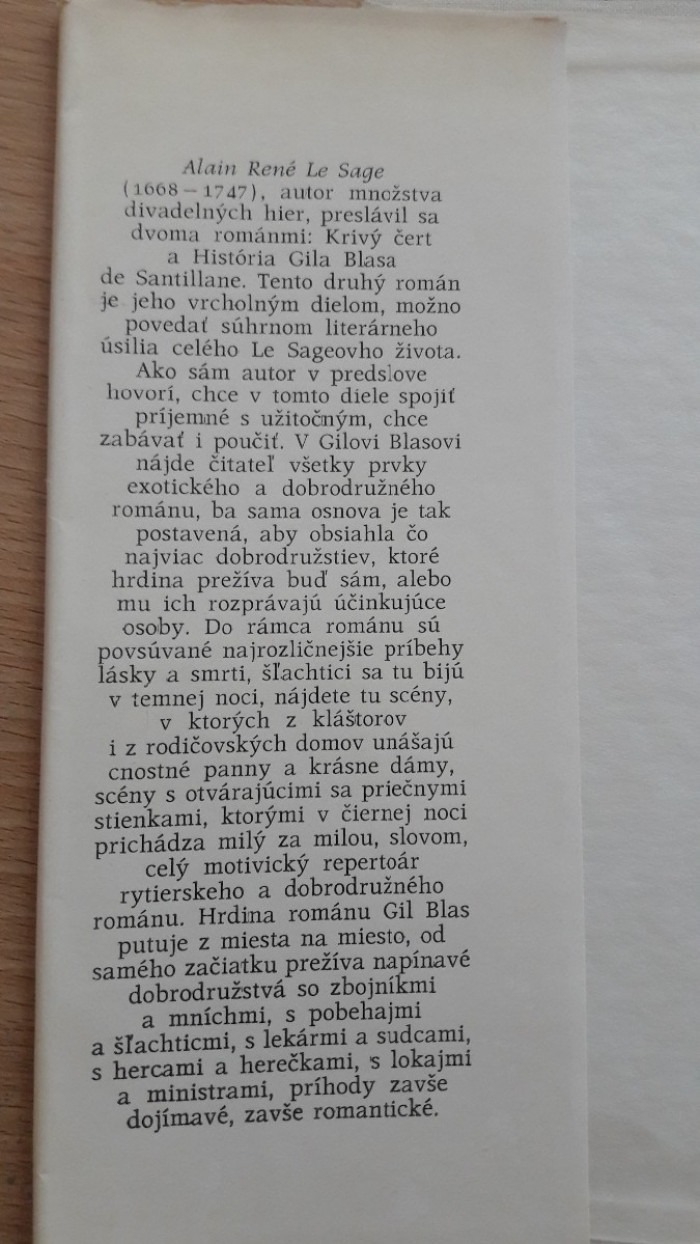 Alain René Le Sage
(1668 – 1747), autor množstva
divadelných hier, preslávil sa
dvoma románmi: Krivý čert
a História Gila Blasa
de Santillane. Tento druhý román
je jeho vrcholným dielom, možno
povedať súhrnom literárneho
úsilia celého Le Sageovho života.
Ako sám autor v predslove
hovorí, chce v tomto diele spojiť
príjemné s užitočným, chce
zabávať i poučiť. V Gilovi Blasovi
nájde čitateľ všetky prvky
exotického a dobrodružného
románu, ba sama osnova je tak
postavená, aby obsiahla čo
najviac dobrodružstiev, ktoré
hrdina prežíva buď sám, alebo
mu ich rozprávajú účinkujúce
osoby. Do rámca románu sú
povsúvané najrozličnejšie príbehy
lásky a smrti, šľachtici sa tu bijú
v temnej noci, nájdete tu scény,
v ktorých z kláštorov
i z rodičovských domov unášajú
cnostné panny a krásne dámy,
scény s otvárajúcimi sa priečnymi
stienkami, ktorými v čiernej noci
prichádza milý za milou, slovom,
celý motivický repertoár
rytierskeho a dobrodružného
románu. Hrdina románu Gil Blas
putuje z miesta na miesto, od
samého začiatku prežíva napínavé
dobrodružstvá so zbojníkmi
a mníchmi, s pobehajmi
a šľachticmi, s lekármi a sudcami,
s hercami a herečkami, s lokajmi
a ministrami, príhody zavše
dojímavé, zavše romantické.